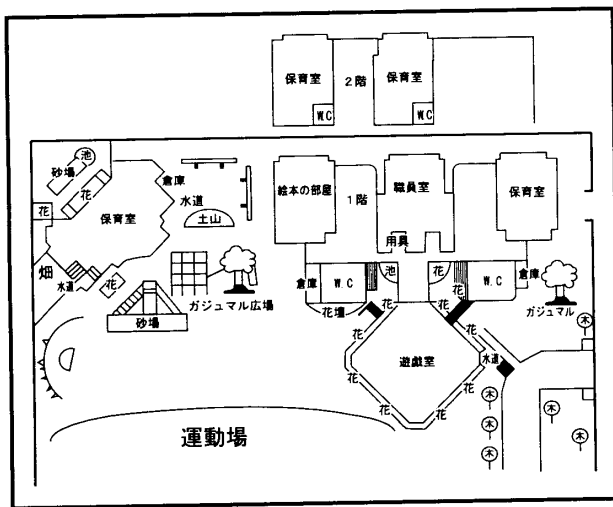 保育室
2階
保育室
W.C
W.C
池
砂場
花
花
保育室
倉庫
水道
土山
絵本の部屋
1階
職員室
保育室
用具
畑
水道
花
砂場
ガジュマル広場
倉庫
W.C
池
花
花
W.C
倉庫
ガジュマル
花壇
花
花
花
花
花
花
遊戯室
水道
木
木
木
木
木
木
運動場